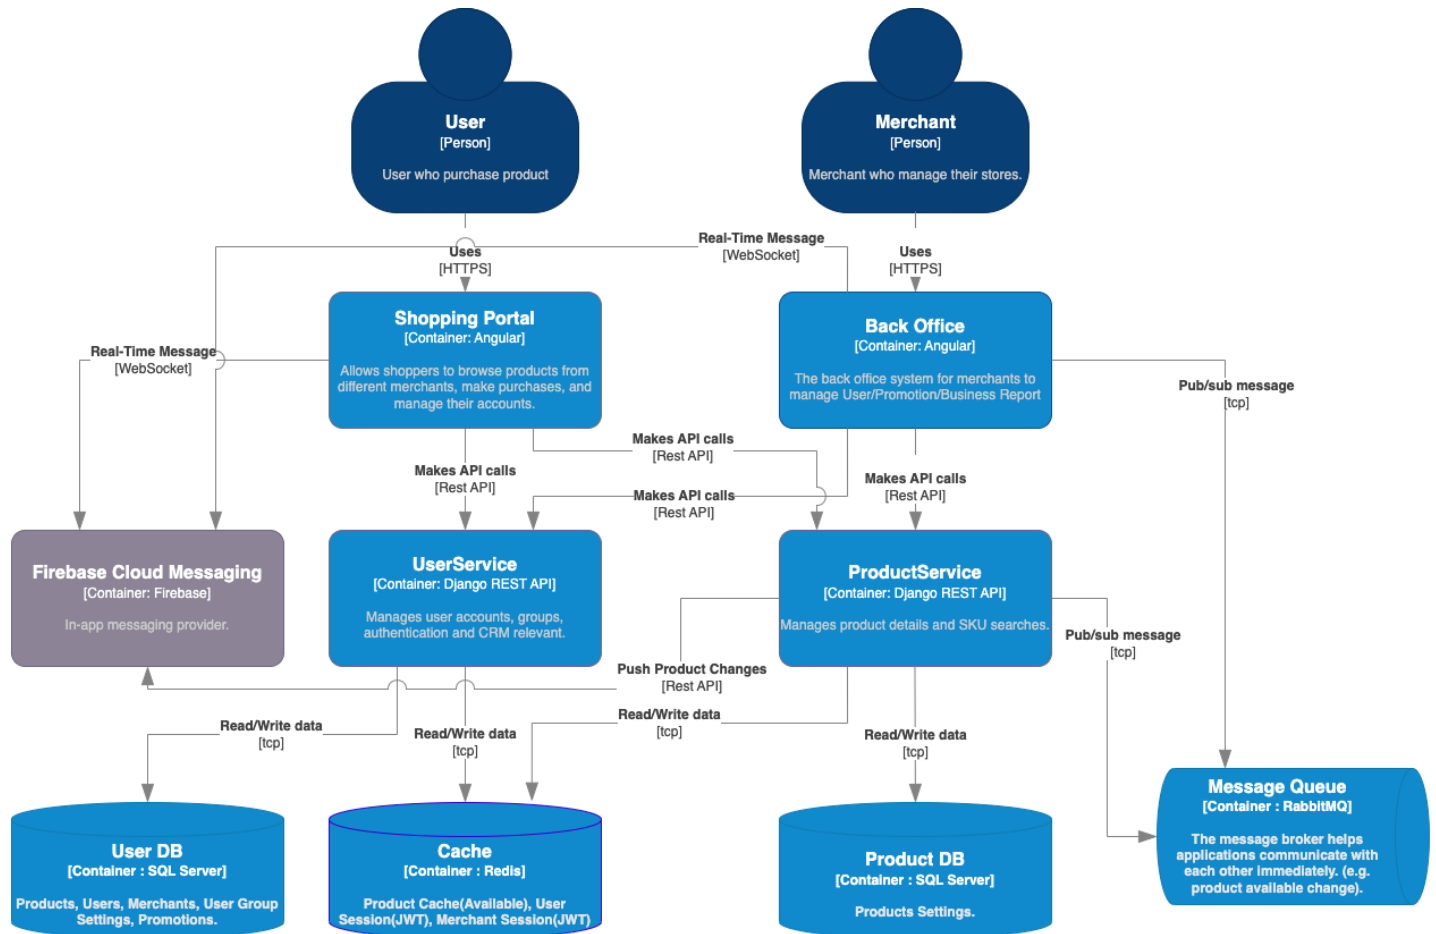 User
[Person]
User who purchase product
Merchant
[Person]
Merchant who manage their stores.
Real-Time Message
[WebSocket]
Uses
[HTTPS]
Uses
[HTTPS]
Shopping Portal
[Container: Angular]
Allows shoppers to browse products from
different merchants, make purchases, and
manage their accounts.
Back Office
[Container: Angular]
The back office system for merchants to
manage User/Promotion/Business Report
Real-Time Message
[WebSocket]
Pub/sub message
[tcp]
Makes API calls
[Rest API]
Makes API calls
[Rest API]
Makes API calls
[Rest API]
Makes API calls
[Rest API]
Firebase Cloud Messaging
[Container: Firebase]
In-app messaging provider.
UserService
[Container: Django REST API]
Manages user accounts, groups,
authentication and CRM relevant.
ProductService
[Container: Django REST API]
Manages product details and SKU searches.
Pub/sub message
[tcp]
Push Product Changes
[Rest API]
Read/Write data
[tcp]
Read/Write data
[tcp]
Read/Write data
[tcp]
Read/Write data
[tcp]
User DB
[Container : SQL Server]
Products, Users, Merchants, User Group
Settings, Promotions.
Cache
[Container : Redis]
Product Cache(Available), User
Session(JWT), Merchant Session(JWT)
Product DB
[Container : SQL Server]
Products Settings.
Message Queue
[Container : RabbitMQ]
The message broker helps
applications communicate with
each other immediately. (e.g.
product available change).